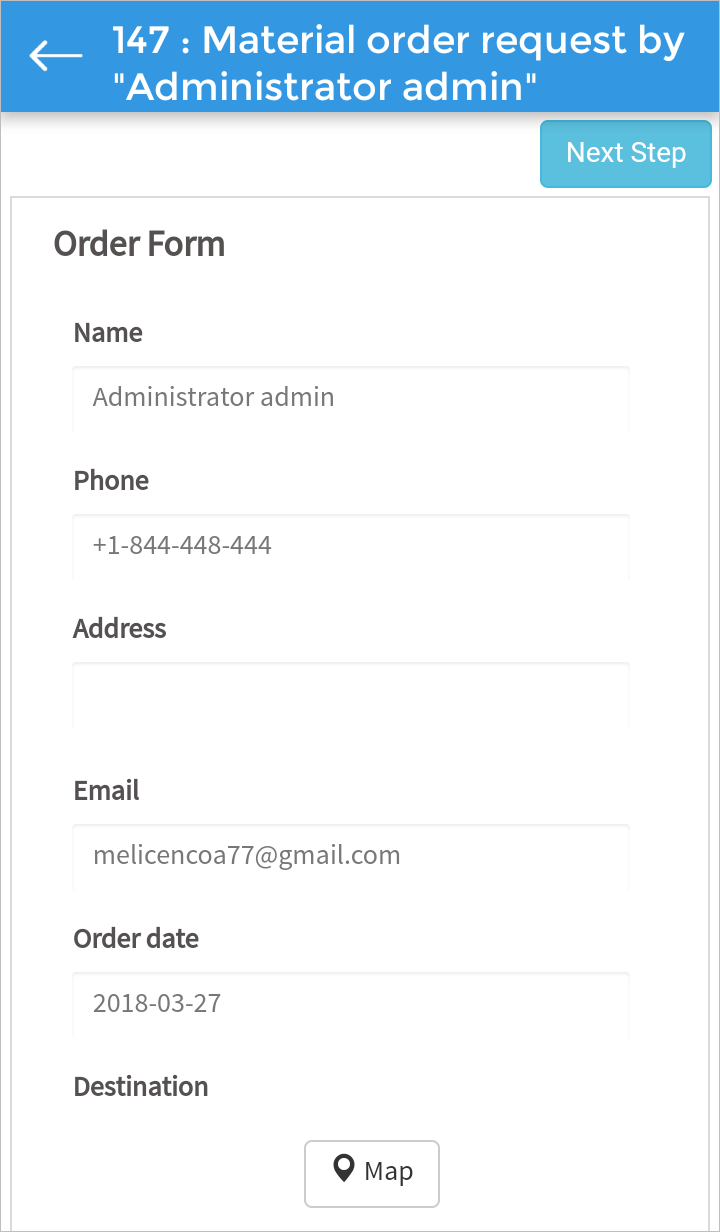 147 : Material order request by
"Administrator admin"
Next Step
Order Form
Name
Administrator admin
Phone
+1-844-448-444
Address
Email
melicencoa77@gmail.com
Order date
2018-03-27
Destination
Map